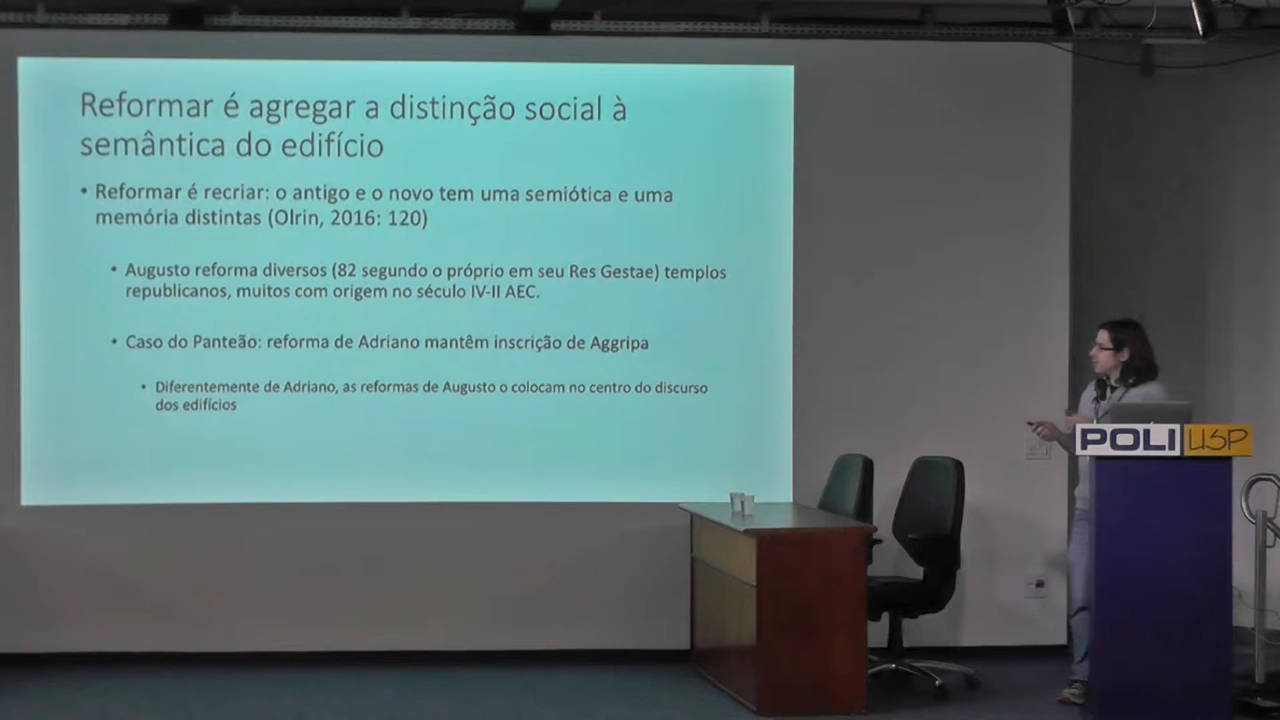 Reformar é agregar a distinção social à
semântica do edifício
• Reformar é recriar: o antigo e o novo tem uma semiótica e uma
memória distintas (Olrin, 2016: 120)
• Augusto reforma diversos (82 segundo o próprio em seu Res Gestae) templos
republicanos, muitos com origem no século IV-II AEC.
• Caso do Panteão: reforma de Adriano mantêm inscrição de Aggripa
• Diferentemente de Adriano, as reformas de Augusto o colocam no centro do discurso
dos edifícios
POLI USP